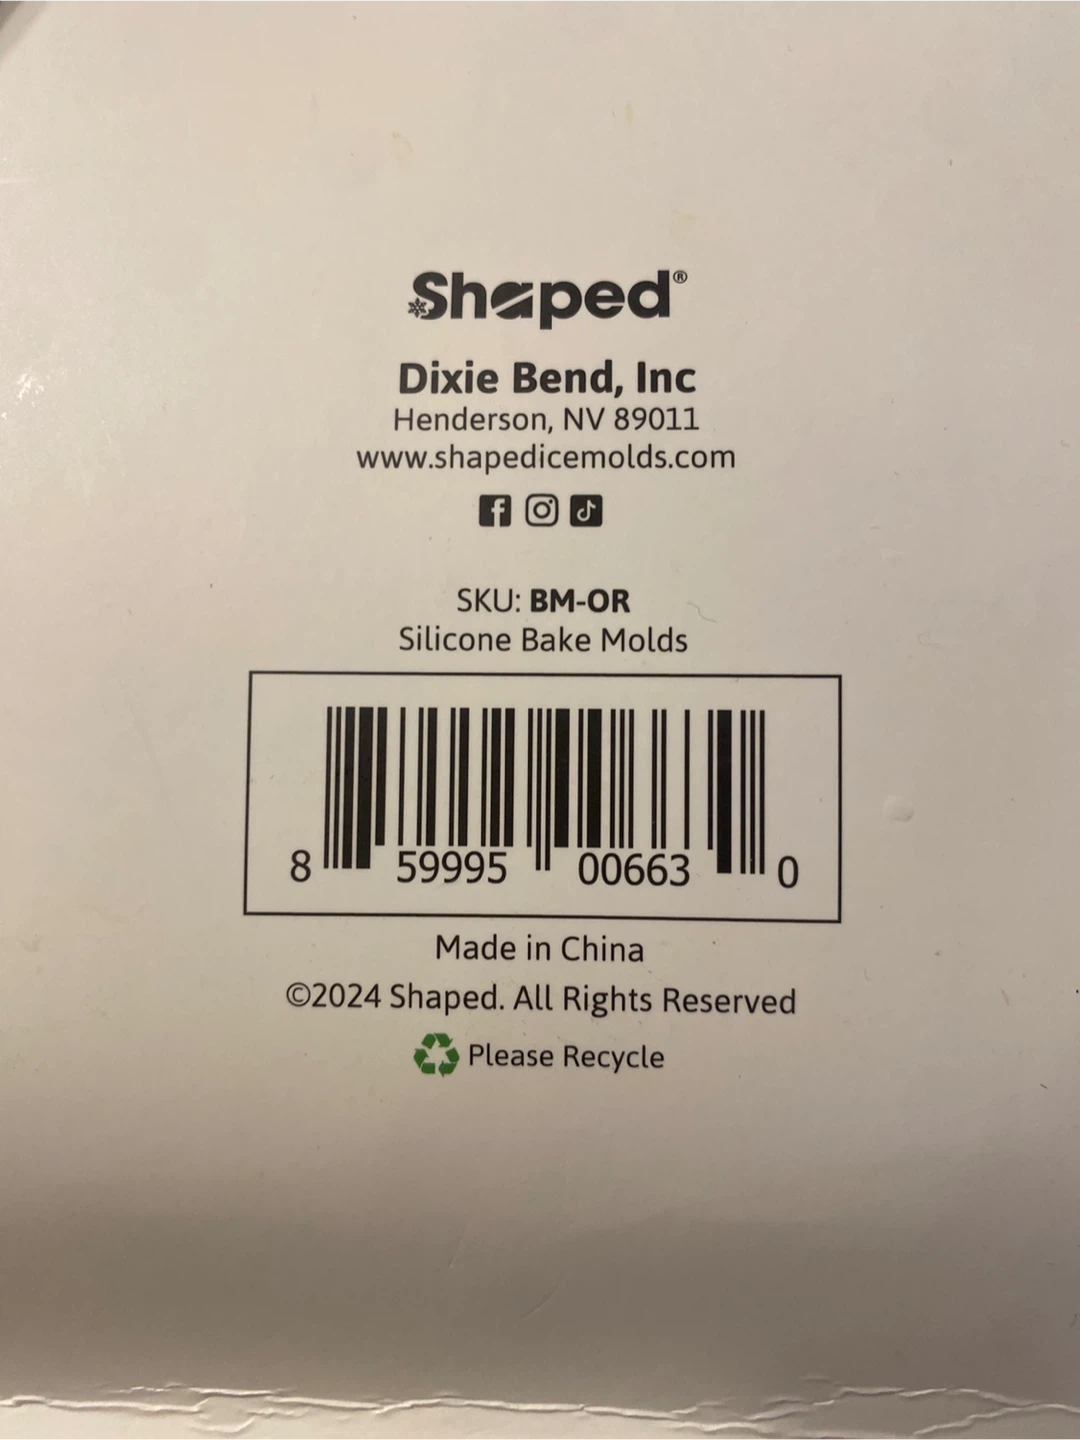 Shaped®
Dixie Bend, Inc
Henderson, NV 89011
www.shapedicemolds.com
SKU: BM-OR
Silicone Bake Molds
8 59995 00663 0
Made in China
©2024 Shaped. All Rights Reserved
Please Recycle